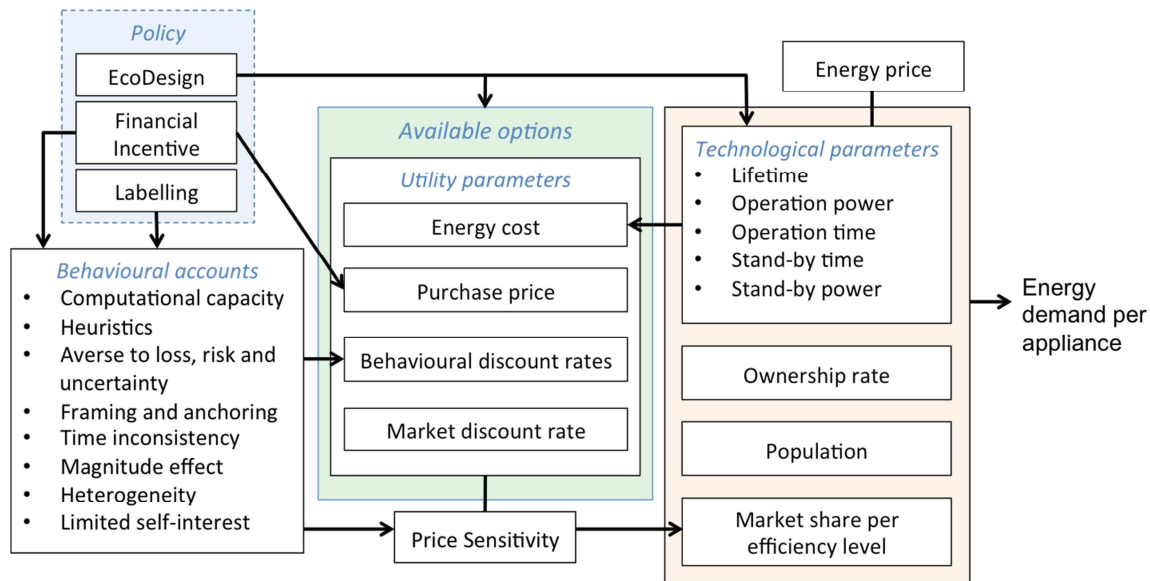 Policy
EcoDesign
Financial
Incentive
Labelling
Behavioural accounts
• Computational capacity
• Heuristics
• Averse to loss, risk and
uncertainty
• Framing and anchoring
• Time inconsistency
• Magnitude effect
• Heterogeneity
• Limited self-interest
Available options
Utility parameters
Energy cost
Purchase price
Behavioural discount rates
Market discount rate
Price Sensitivity
Energy price
Technological parameters
• Lifetime
• Operation power
• Operation time
• Stand-by time
• Stand-by power
Ownership rate
Population
Market share per
efficiency level
Energy
demand per
appliance